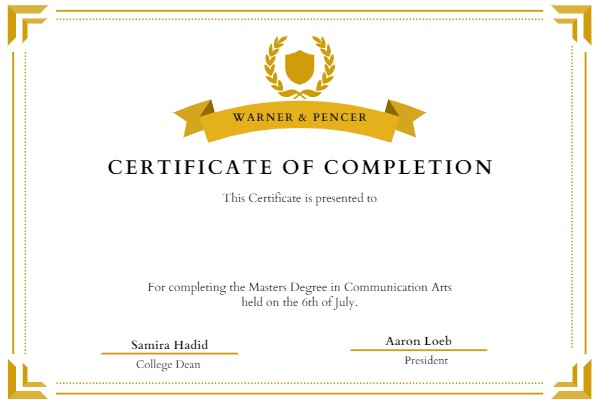 WARNER & PENCER
CERTIFICATE OF COMPLETION
This Certificate is presented to
For completing the Masters Degree in Communication Arts
held on the 6th of July.
Samira Hadid
College Dean
Aaron Loeb
President